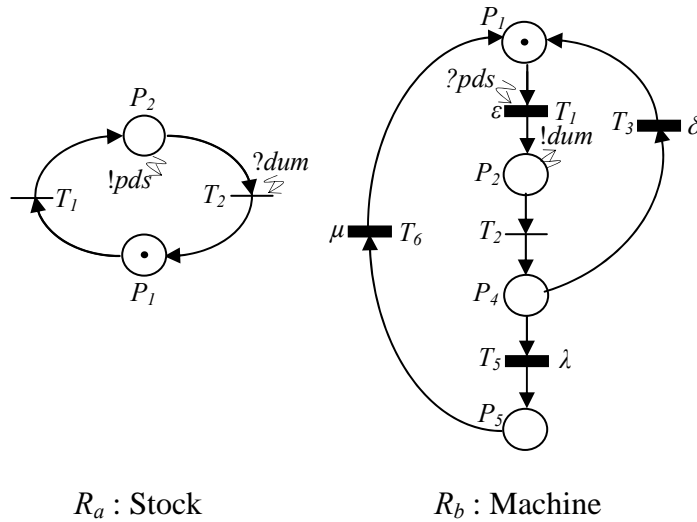 P₂
!pds
?dum
T₁
T₂
P₁
Rₐ : Stock
P₁
?pds
ε
T₁
!dum
T₃
δ
P₂
T₂
μ
T₆
P₄
T₅
λ
P₅
R_b : Machine